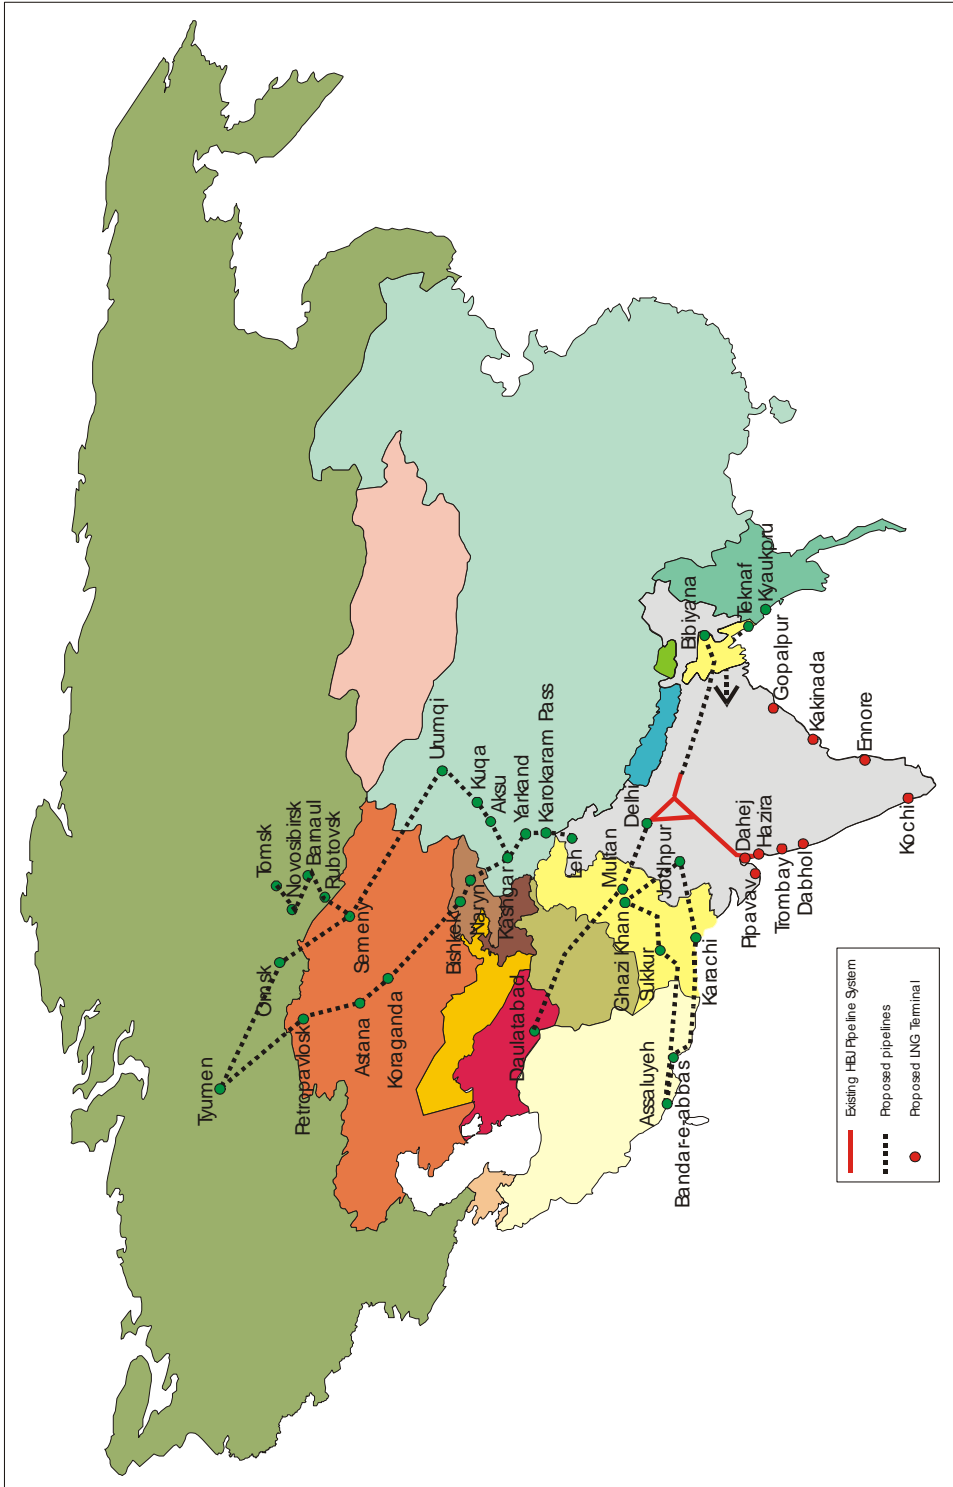 Tomsk
Novosibirsk
Barnaul
Rubtovsk
Omsk
Semeny
Tyumen
Petropavlosk
Astana
Koraganda
Urumqi
Kuqa
Aksu
Yarkand
Karokaram Pass
Bishkek
Naryn
Kashgar
Leh
Daulatabad
Multan
Delhi
Jodhpur
Ghazi Khan
Sukkur
Karachi
Assaluyeh
Bandar-e-abbas
Bibiyana
Teknaf
Kyaukpru
Gopalpur
Kakinada
Ennore
Kochi
Dahej
Hazira
Pipavav
Trombay
Dabhol
Existing HBJ Pipeline System
Proposed pipelines
Proposed LNG Terminal